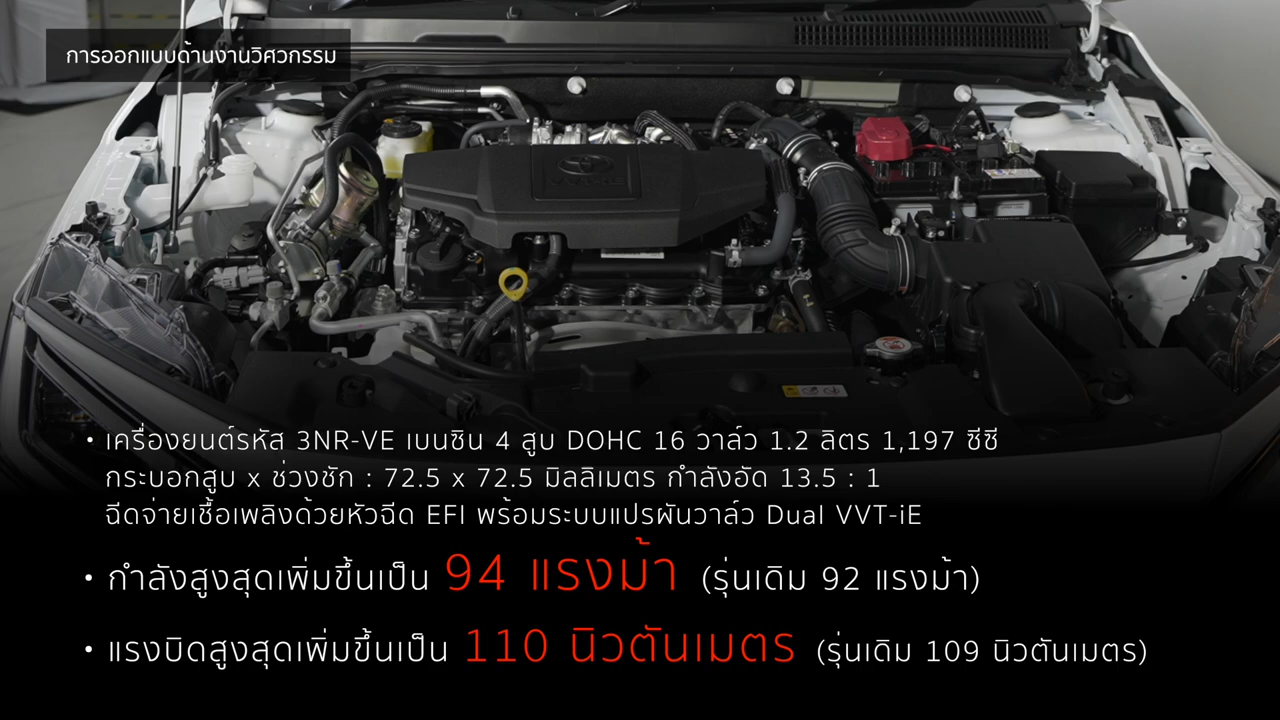 การออกแบบด้านงานวิศวกรรม
• เครื่องยนต์รหัส 3NR-VE เบนซิน 4 สูบ DOHC 16 วาล์ว 1.2 ลิตร 1,197 ซีซี
กระบอกสูบ x ช่วงชัก : 72.5 x 72.5 มิลลิเมตร กำลังอัด 13.5 : 1
ฉีดจ่ายเชื้อเพลิงด้วยหัวฉีด EFI พร้อมระบบแปรผันวาล์ว Dual VVT-iE
• กำลังสูงสุดเพิ่มขึ้นเป็น 94 แรงม้า (รุ่นเดิม 92 แรงม้า)
• แรงบิดสูงสุดเพิ่มขึ้นเป็น 110 นิวตันเมตร (รุ่นเดิม 109 นิวตันเมตร)